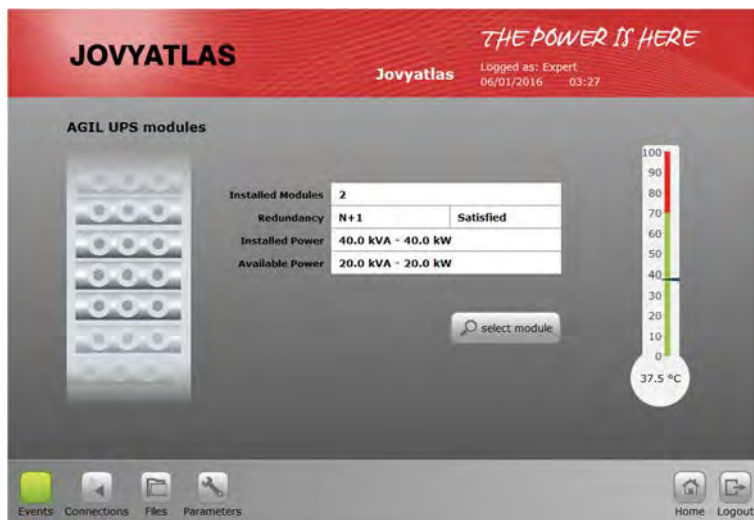 JOVYATLAS
THE POWER IS HERE
Jovyatlas
Logged as: Expert
06/01/2016 03:27
AGIL UPS modules
Installed Modules 2
Redundancy N+1 Satisfied
Installed Power 40.0 kVA - 40.0 kW
Available Power 20.0 kVA - 20.0 kW
select module
100
90
80
70
60
50
40
30
20
10
0
37.5 °C
Events Connections Files Parameters Home Logout